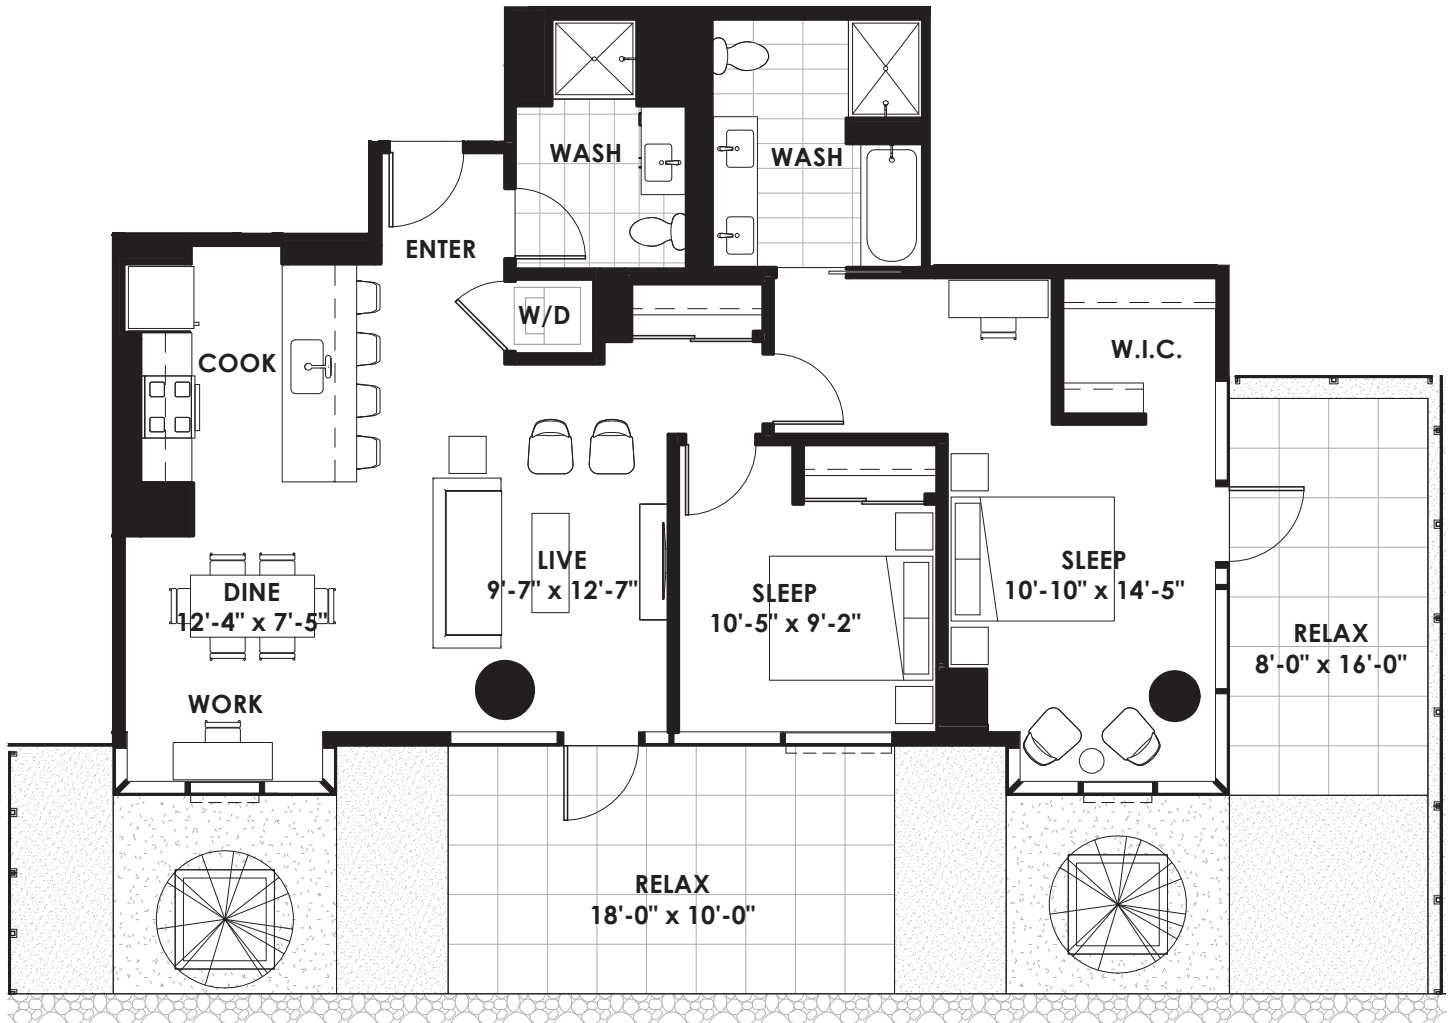 WASH
WASH
ENTER
W/D
COOK
W.I.C.
LIVE
9'-7" x 12'-7"
SLEEP
10'-10" x 14'-5"
DINE
12'-4" x 7'-5"
SLEEP
10'-5" x 9'-2"
RELAX
8'-0" x 16'-0"
WORK
RELAX
18'-0" x 10'-0"